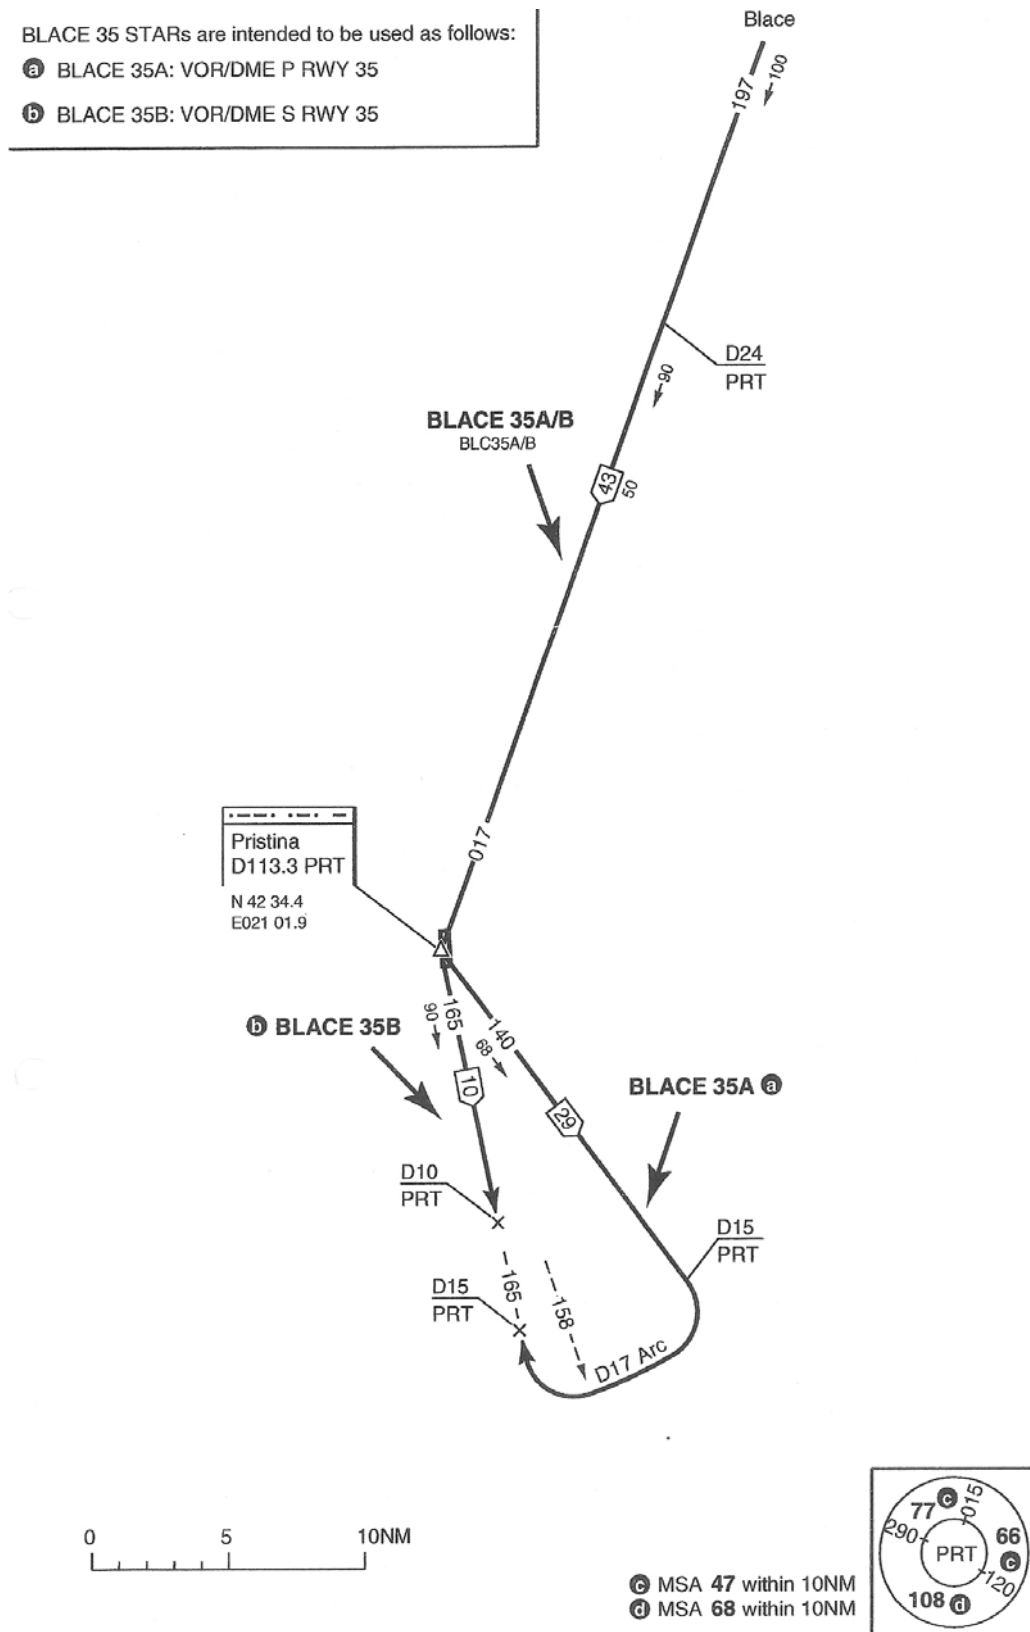 BLACE 35 STARs are intended to be used as follows:
a BLACE 35A: VOR/DME P RWY 35
b BLACE 35B: VOR/DME S RWY 35
Blace
197
100
D24
PRT
90
BLACE 35A/B
BLC35A/B
43
50
017
Pristina
D113.3 PRT
N 42 34.4
E021 01.9
b BLACE 35B
90
165
140
68
10
29
BLACE 35A a
D10
PRT
D15
PRT
D15
PRT
165
158
D17 Arc
0 5 10NM
c MSA 47 within 10NM
d MSA 68 within 10NM
77 c
015
290
66
c
PRT
120
108 d